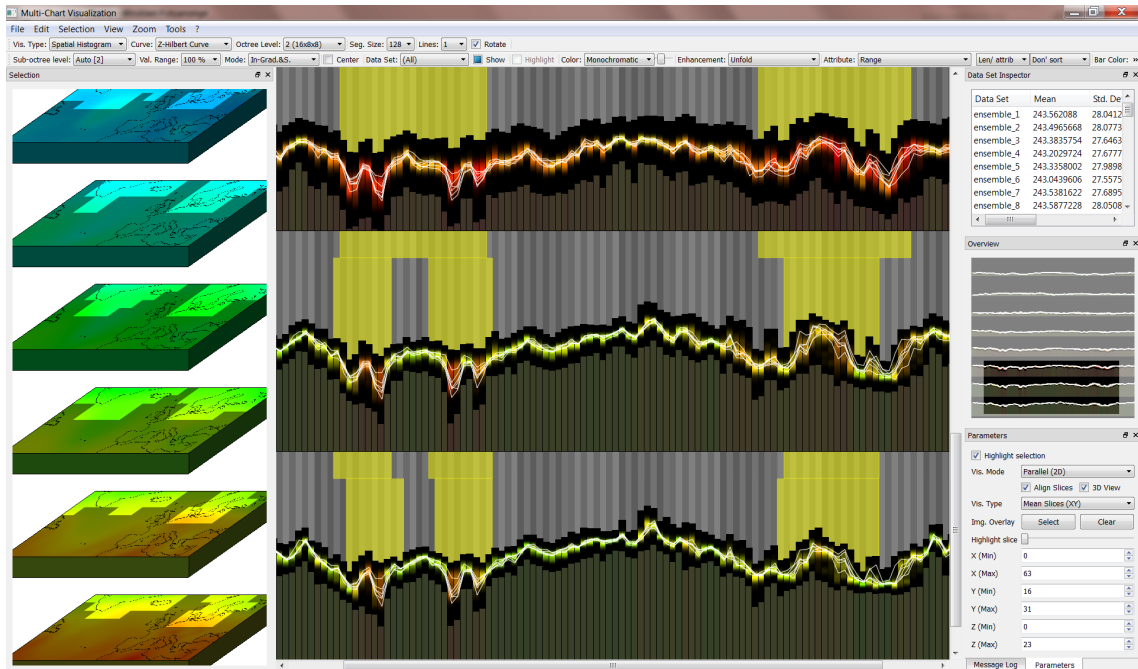 Multi-Chart Visualization
File Edit Selection View Zoom Tools ?
Vis. Type: Spatial Histogram Curve: Z-Hilbert Curve Octree Level: 2 (16x8x8) Seg. Size: 128 Lines: 1 Rotate
Sub-octree level: Auto [2] Val. Range: 100 % Mode: In-Grad.&S. Center Data Set: (All) Show Highlight Color: Monochromatic Enhancement: Unfold Attribute: Range Len/ attrib Don' sort Bar Color: »
Selection
Data Set Inspector
Data Set Mean Std. De
ensemble_1 243.562088 28.0412
ensemble_2 243.4965668 28.0773
ensemble_3 243.3835754 27.6463
ensemble_4 243.2029724 27.6777
ensemble_5 243.3358002 27.9898
ensemble_6 243.0439606 27.5575
ensemble_7 243.5381622 27.6895
ensemble_8 243.5877228 28.0508
Overview
Parameters
Highlight selection
Vis. Mode Parallel (2D)
Align Slices 3D View
Vis. Type Mean Slices (XY)
Img. Overlay Select Clear
Highlight slice
X (Min) 0
X (Max) 63
Y (Min) 16
Y (Max) 31
Z (Min) 0
Z (Max) 23
Message Log Parameters